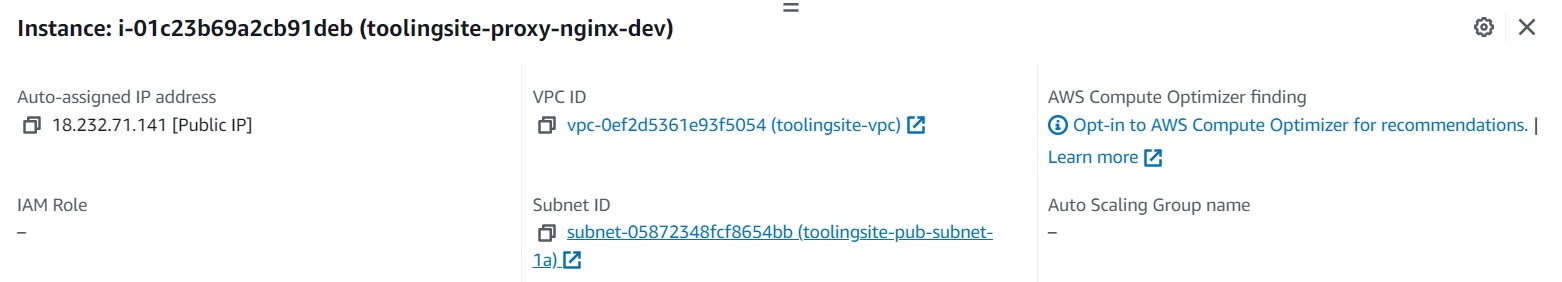 Instance: i-01c23b69a2cb91deb (toolingsite-proxy-nginx-dev)
Auto-assigned IP address
18.232.71.141 [Public IP]
VPC ID
vpc-0ef2d5361e93f5054 (toolingsite-vpc)
AWS Compute Optimizer finding
Opt-in to AWS Compute Optimizer for recommendations. |
Learn more
IAM Role
–
Subnet ID
subnet-05872348fcf8654bb (toolingsite-pub-subnet-
1a)
Auto Scaling Group name
–